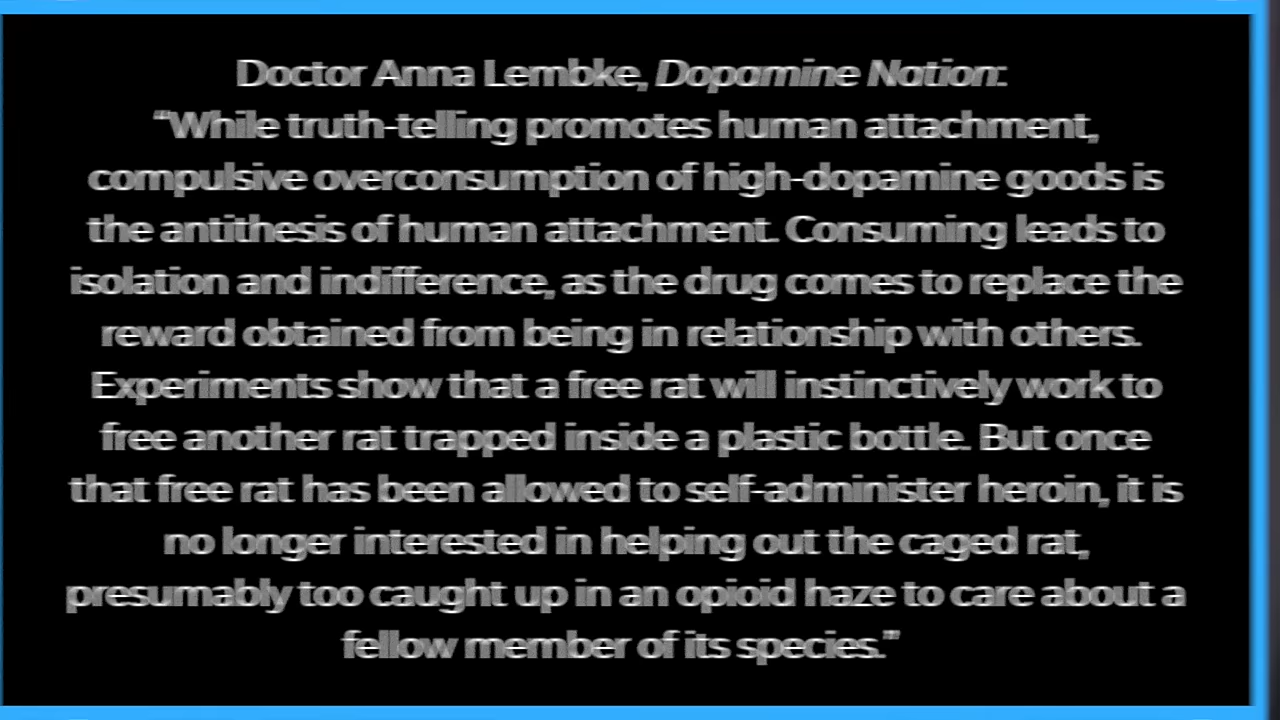 Doctor Anna Lembke, Dopamine Nation:
“While truth-telling promotes human attachment,
compulsive overconsumption of high-dopamine goods is
the antithesis of human attachment. Consuming leads to
isolation and indifference, as the drug comes to replace the
reward obtained from being in relationship with others.
Experiments show that a free rat will instinctively work to
free another rat trapped inside a plastic bottle. But once
that free rat has been allowed to self-administer heroin, it is
no longer interested in helping out the caged rat,
presumably too caught up in an opioid haze to care about a
fellow member of its species.”